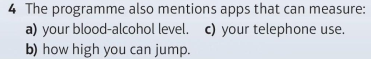 4 The programme also mentions apps that can measure:
a) your blood-alcohol level. c) your telephone use.
b) how high you can jump.